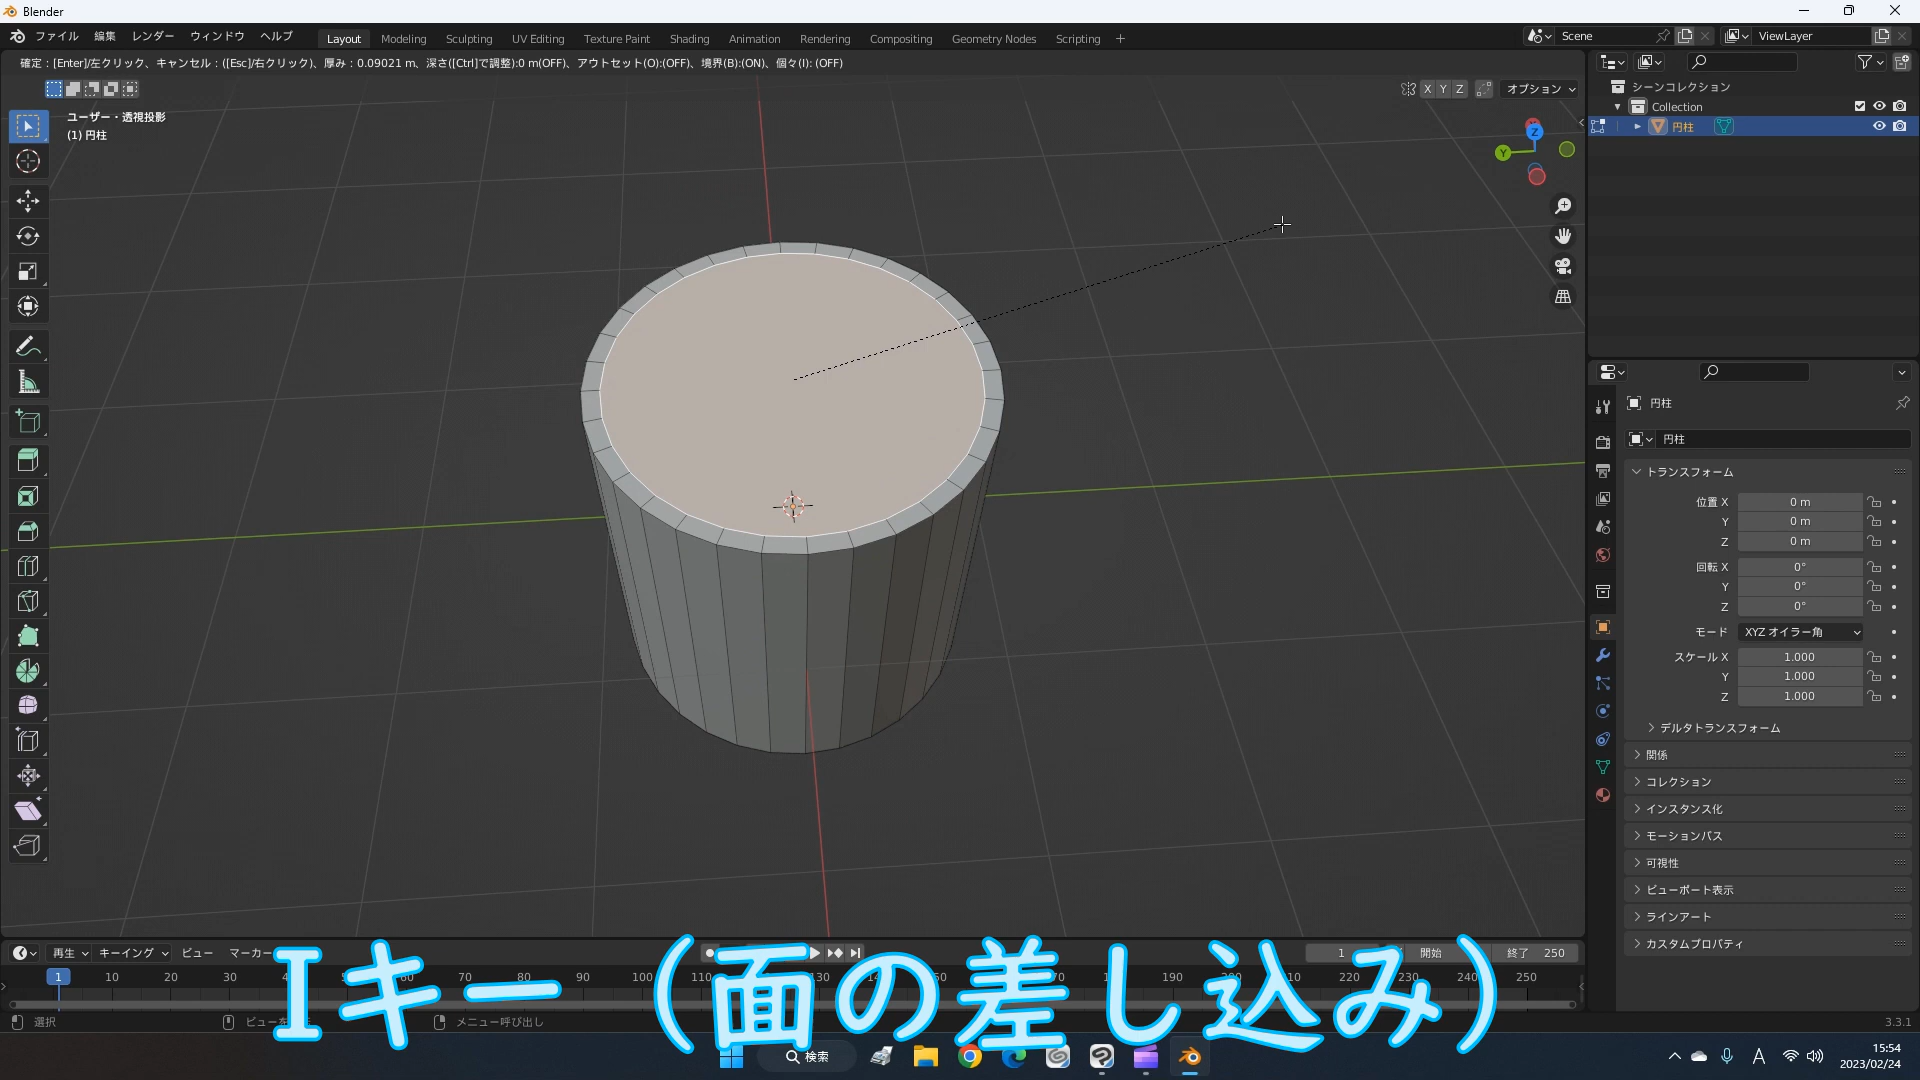 Blender
ファイル 編集 レンダー ウィンドウ ヘルプ Layout Modeling Sculpting UV Editing Texture Paint Shading Animation Rendering Compositing Geometry Nodes Scripting + Scene ViewLayer
確定：[Enter]/左クリック、キャンセル：([Esc]/右クリック)、厚み：0.09021 m、深さ([Ctrl]で調整):0 m(OFF)、アウトセット(O):(OFF)、境界(B):(ON)、個々(I): (OFF)
X Y Z オプション
ユーザー・透視投影
(1) 円柱
Z
Y
シーンコレクション
Collection
円柱
円柱
円柱
トランスフォーム
位置 X 0 m
Y 0 m
Z 0 m
回転 X 0°
Y 0°
Z 0°
モード XYZ オイラー角
スケール X 1.000
Y 1.000
Z 1.000
デルタトランスフォーム
関係
コレクション
インスタンス化
モーションパス
可視性
ビューポート表示
ラインアート
カスタムプロパティ
再生 キーイング ビュー マーカー 1 開始 終了 250
1 10 20 30 70 80 90 190 200 210 220 230 240 250
Iキー（面の差し込み）
選択 メニュー呼び出し
3.3.1
検索
A 15:54
2023/02/24